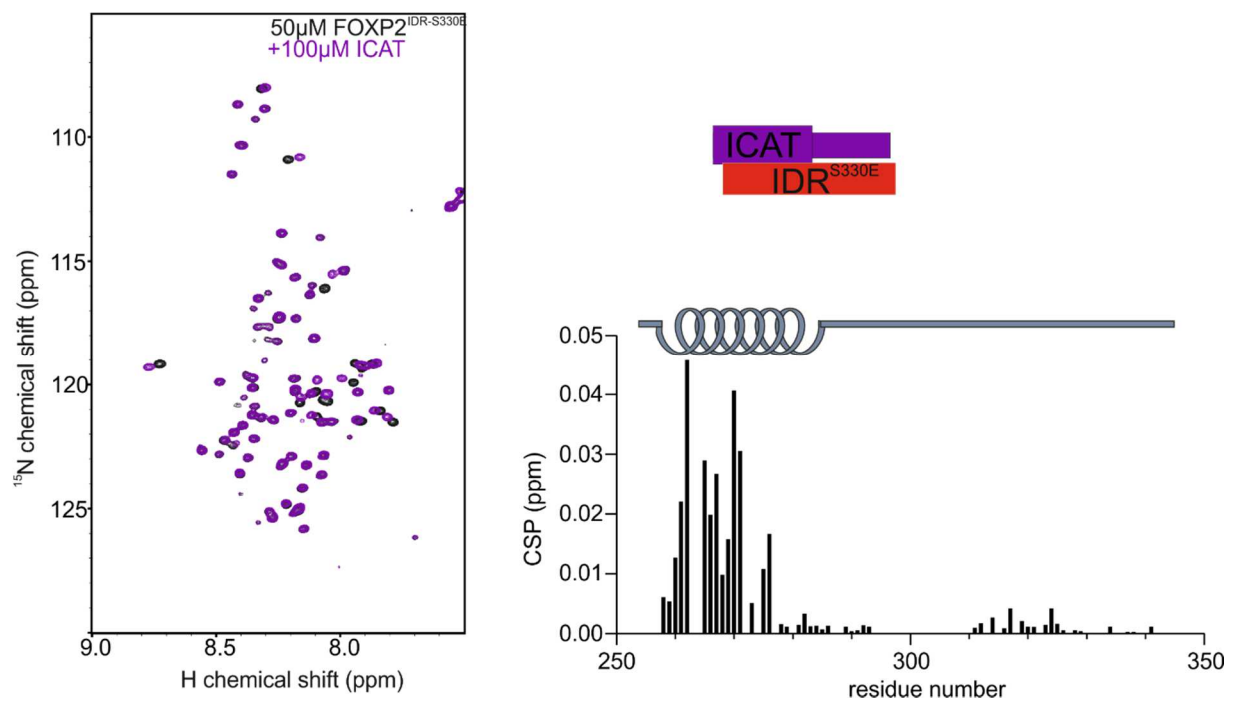 50µM FOXP2IDR-S330E
+100µM ICAT
110
115
120
125
9.0
8.5
8.0
15N chemical shift (ppm)
H chemical shift (ppm)
ICAT
IDRS330E
0.05
0.04
0.03
0.02
0.01
0.00
250
300
350
CSP (ppm)
residue number